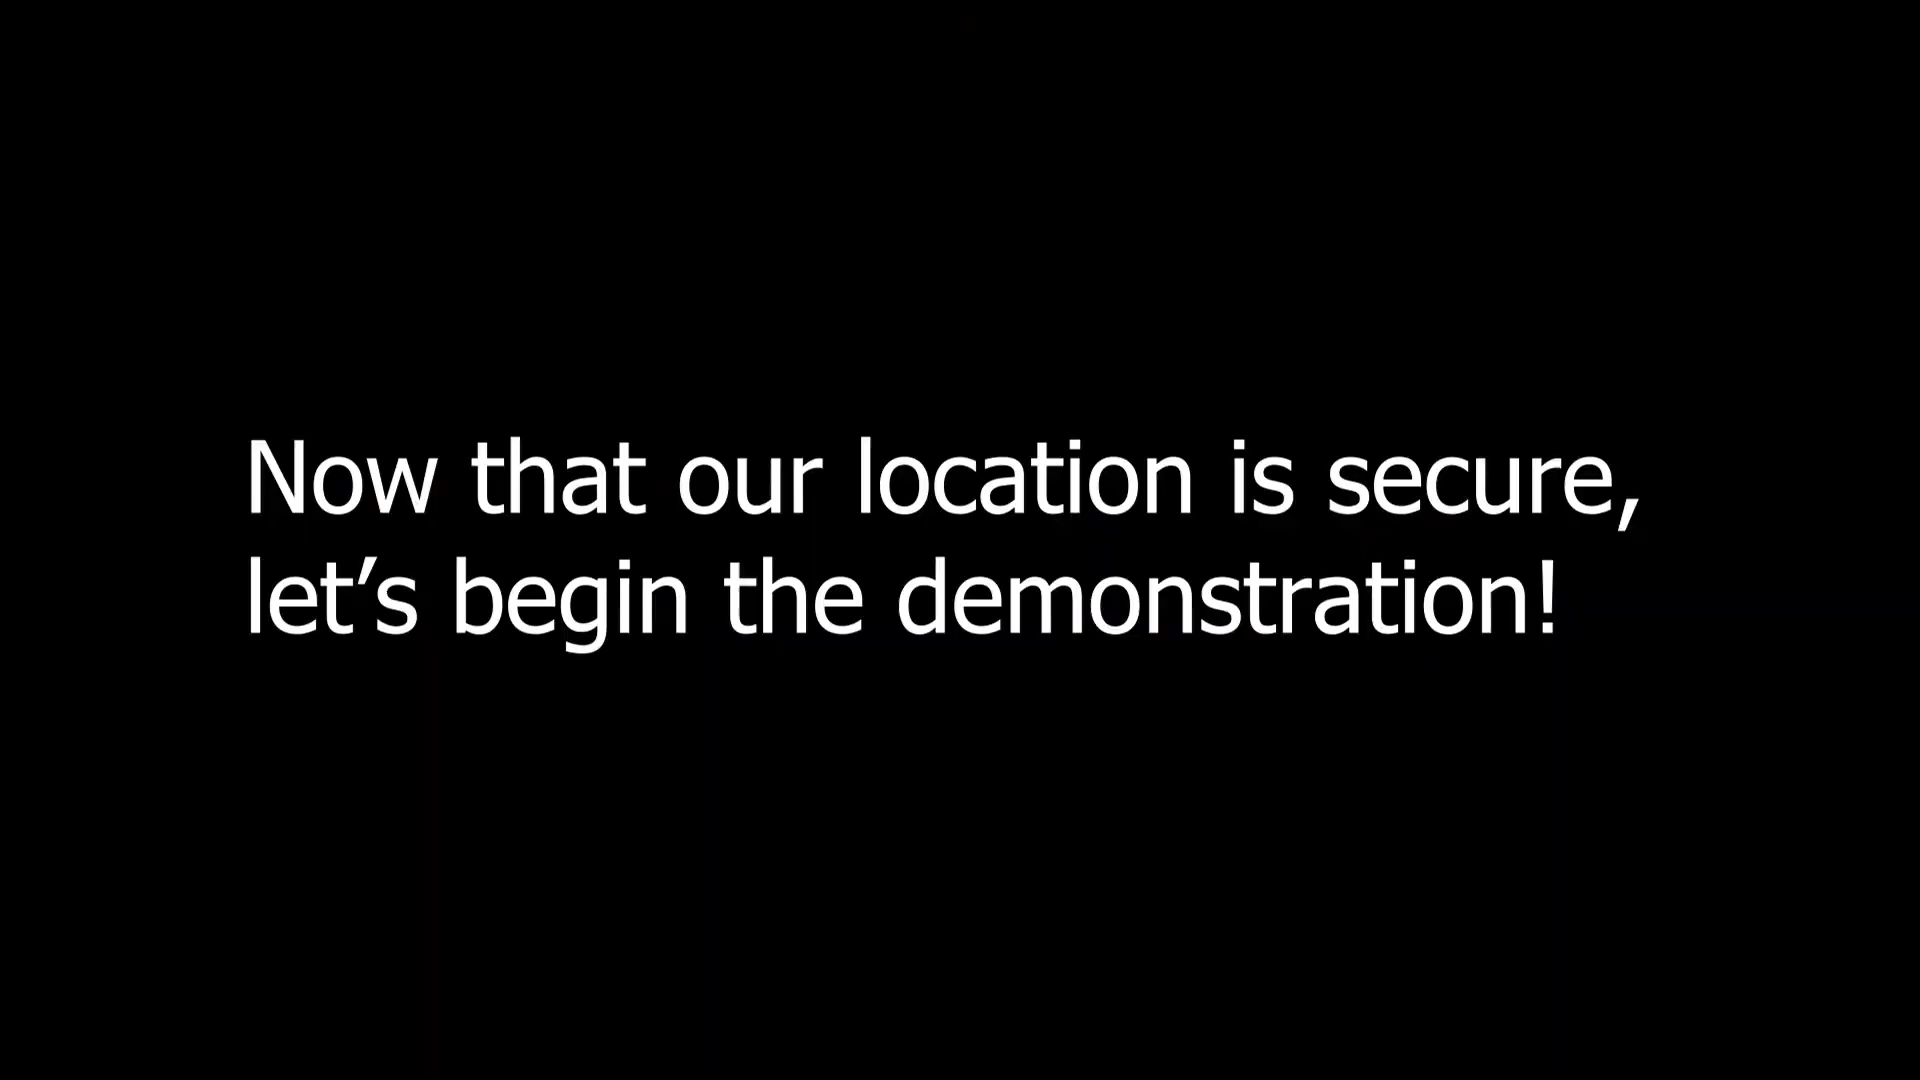 Now that our location is secure,
let’s begin the demonstration!